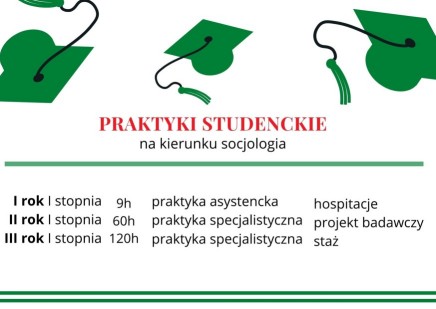 PRAKTYKI STUDENCKIE
na kierunku socjologia
I rok I stopnia 9h praktyka asystencka hospitacje
II rok I stopnia 60h praktyka specjalistyczna projekt badawczy
III rok I stopnia 120h praktyka specjalistyczna staż